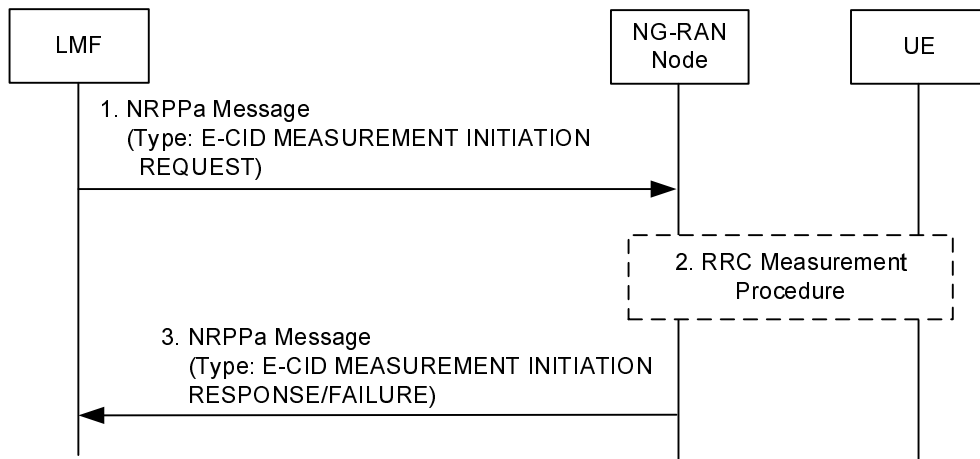 LMF
NG-RAN
Node
UE
1. NRPPa Message
(Type: E-CID MEASUREMENT INITIATION
REQUEST)
2. RRC Measurement
Procedure
3. NRPPa Message
(Type: E-CID MEASUREMENT INITIATION
RESPONSE/FAILURE)